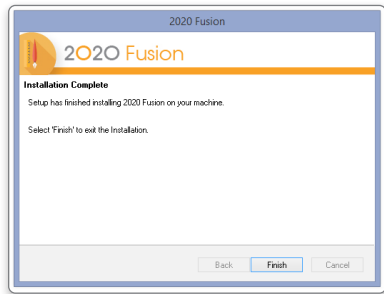 2020 Fusion
2020 Fusion
Installation Complete
Setup has finished installing 2020 Fusion on your machine.
Select 'Finish' to exit the Installation.
Back Finish Cancel